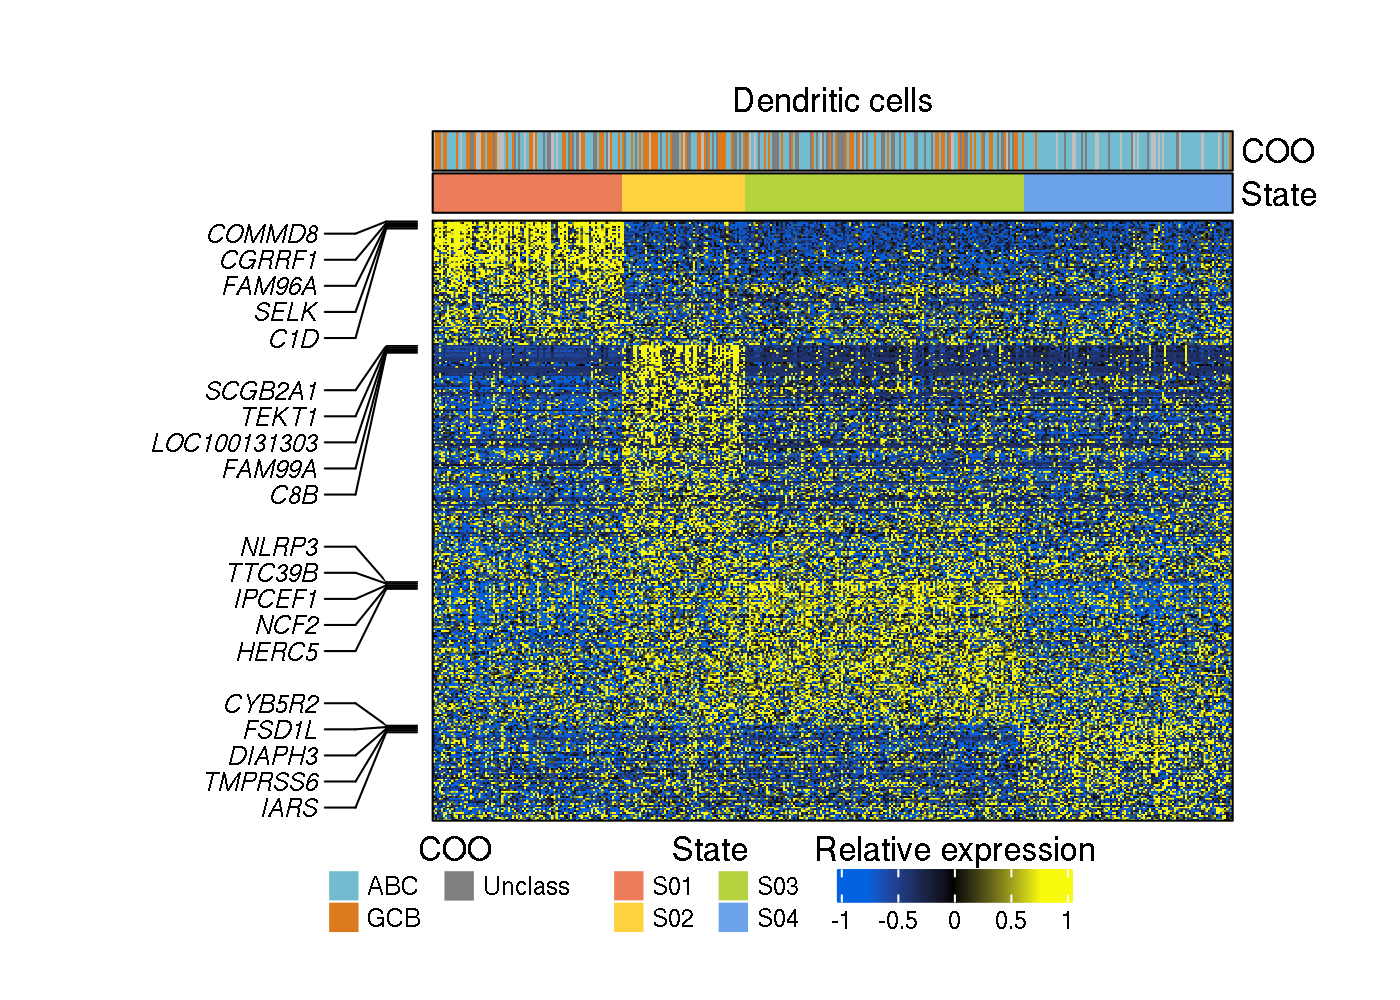 Dendritic cells
COO
State
COMMD8
CGRRF1
FAM96A
SELK
C1D
SCGB2A1
TEKT1
LOC100131303
FAM99A
C8B
NLRP3
TTC39B
IPCEF1
NCF2
HERC5
CYB5R2
FSD1L
DIAPH3
TMPRSS6
IARS
COO
ABC
GCB
Unclass
State
S01
S02
S03
S04
Relative expression
-1 -0.5 0 0.5 1